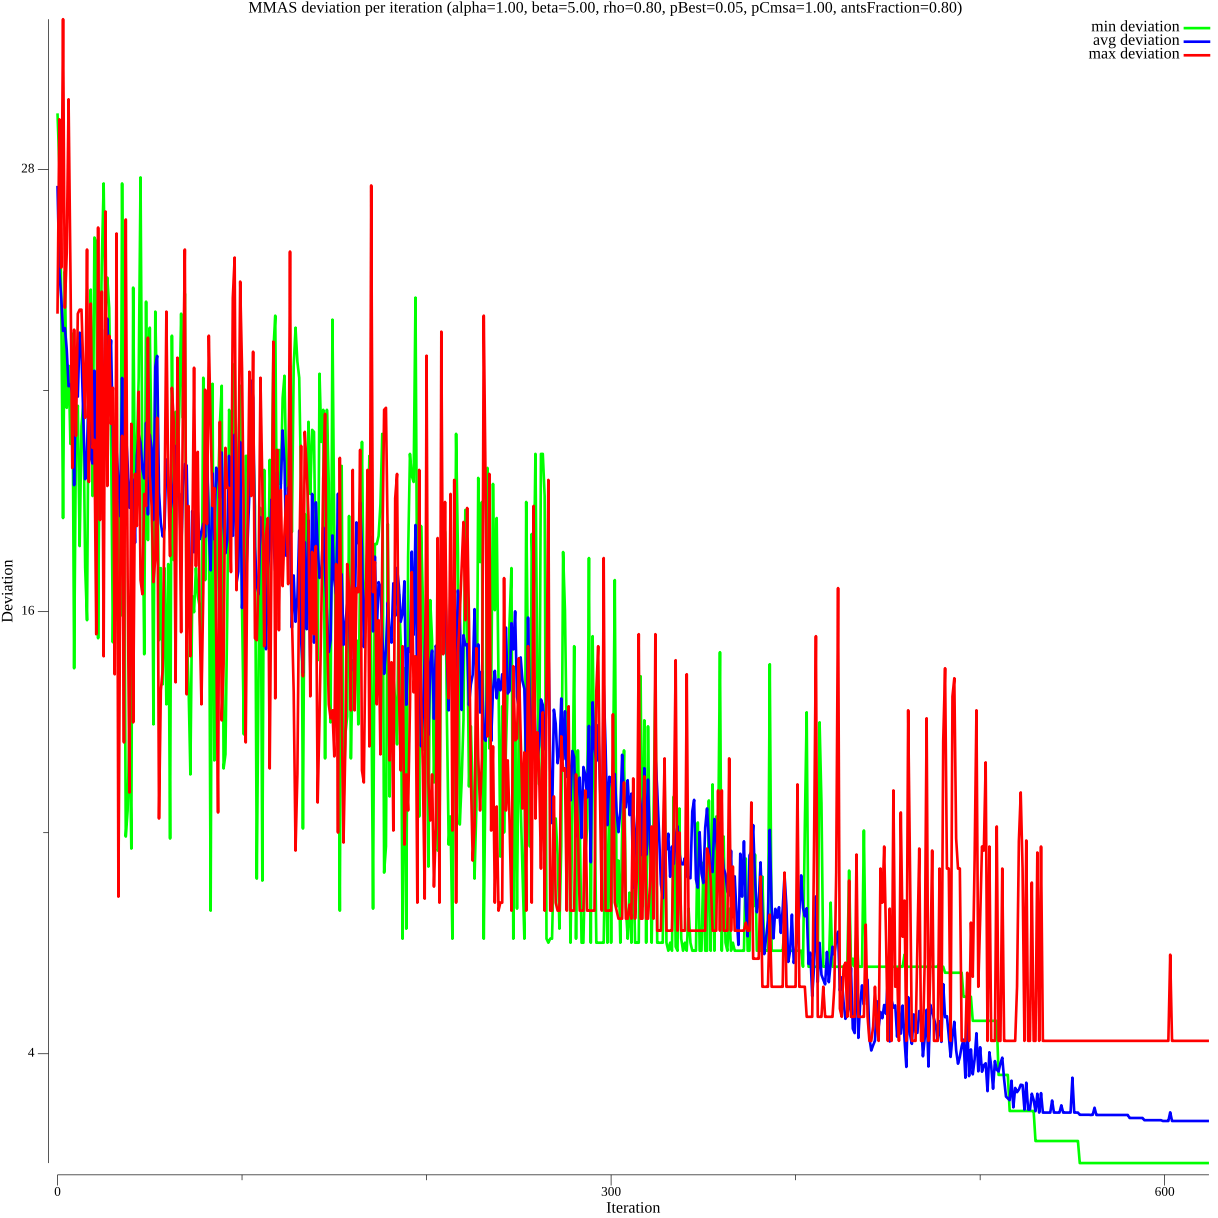 MMAS deviation per iteration (alpha=1.00, beta=5.00, rho=0.80, pBest=0.05, pCmsa=1.00, antsFraction=0.80)
min deviation
avg deviation
max deviation
28
16
4
Deviation
0
300
600
Iteration